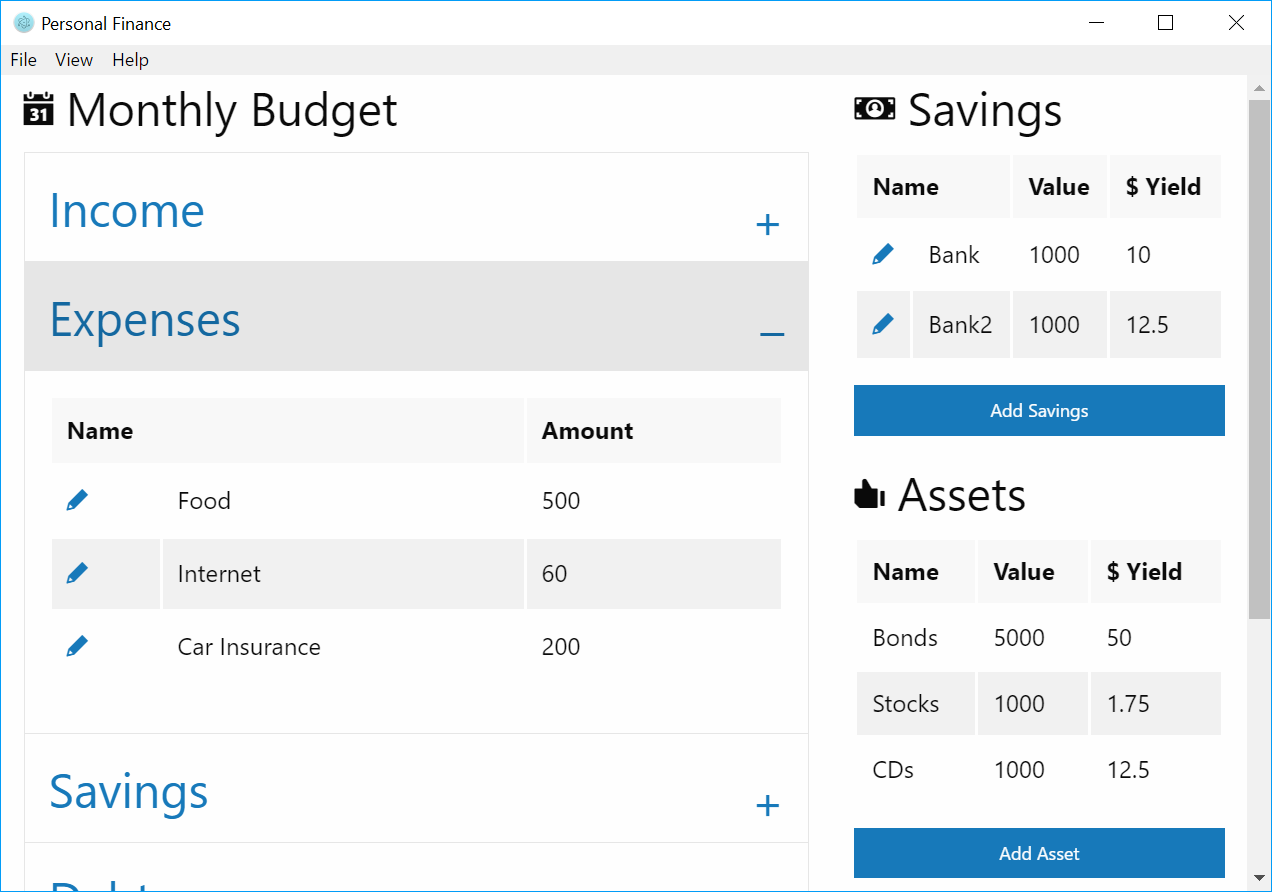 Personal Finance
File View Help
31 Monthly Budget
Income
+
Expenses
–
Name Amount
Food 500
Internet 60
Car Insurance 200
Savings
+
Debt
Savings
Name Value $ Yield
Bank 1000 10
Bank2 1000 12.5
Add Savings
Assets
Name Value $ Yield
Bonds 5000 50
Stocks 1000 1.75
CDs 1000 12.5
Add Asset